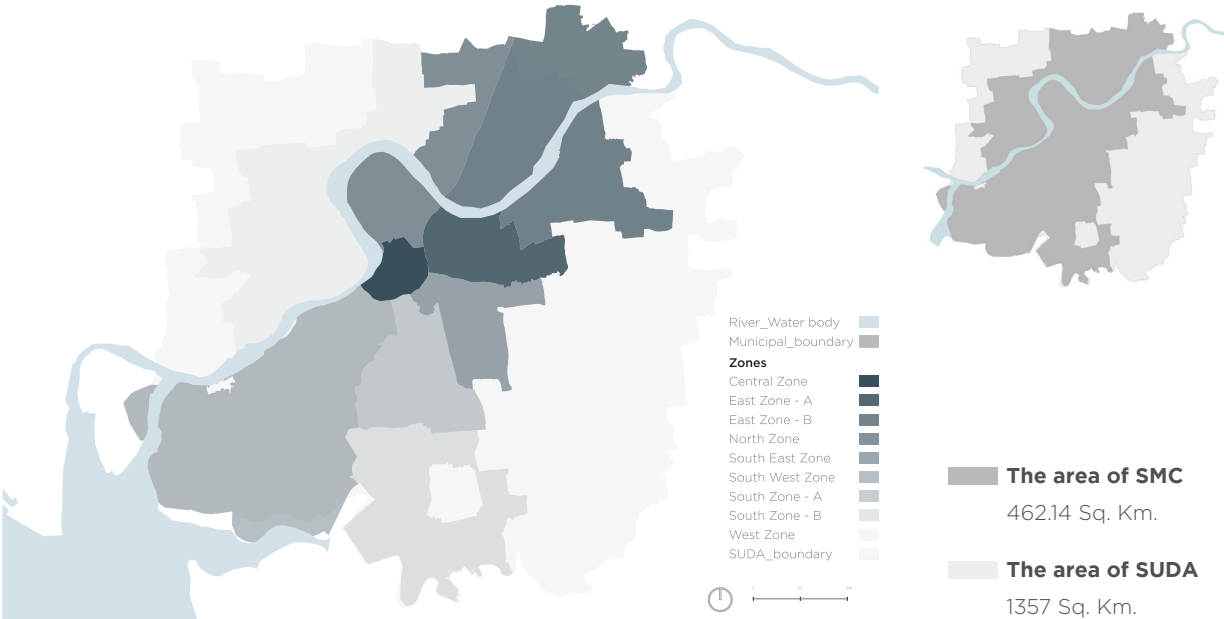 River_Water body
Municipal_boundary
Zones
Central Zone
East Zone - A
East Zone - B
North Zone
South East Zone
South West Zone
South Zone - A
South Zone - B
West Zone
SUDA_boundary
The area of SMC
462.14 Sq. Km.
The area of SUDA
1357 Sq. Km.